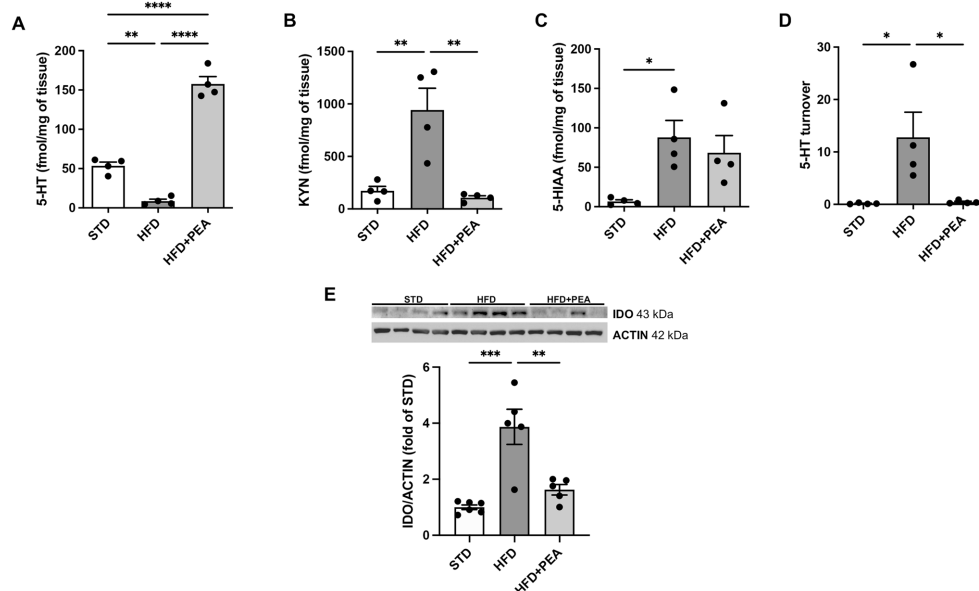 A
5-HT (fmol/mg of tissue)
200
150
100
50
0
**** 
** ****
STD HFD HFD+PEA
B
KYN (fmol/mg of tissue)
1500
1000
500
0
** **
STD HFD HFD+PEA
C
5-HIAA (fmol/mg of tissue)
200
150
100
50
0
*
STD HFD HFD+PEA
D
5-HT turnover
30
20
10
0
* *
STD HFD HFD+PEA
E
STD HFD HFD+PEA
IDO 43 kDa
ACTIN 42 kDa
IDO/ACTIN (fold of STD)
6
4
2
0
*** **
STD HFD HFD+PEA